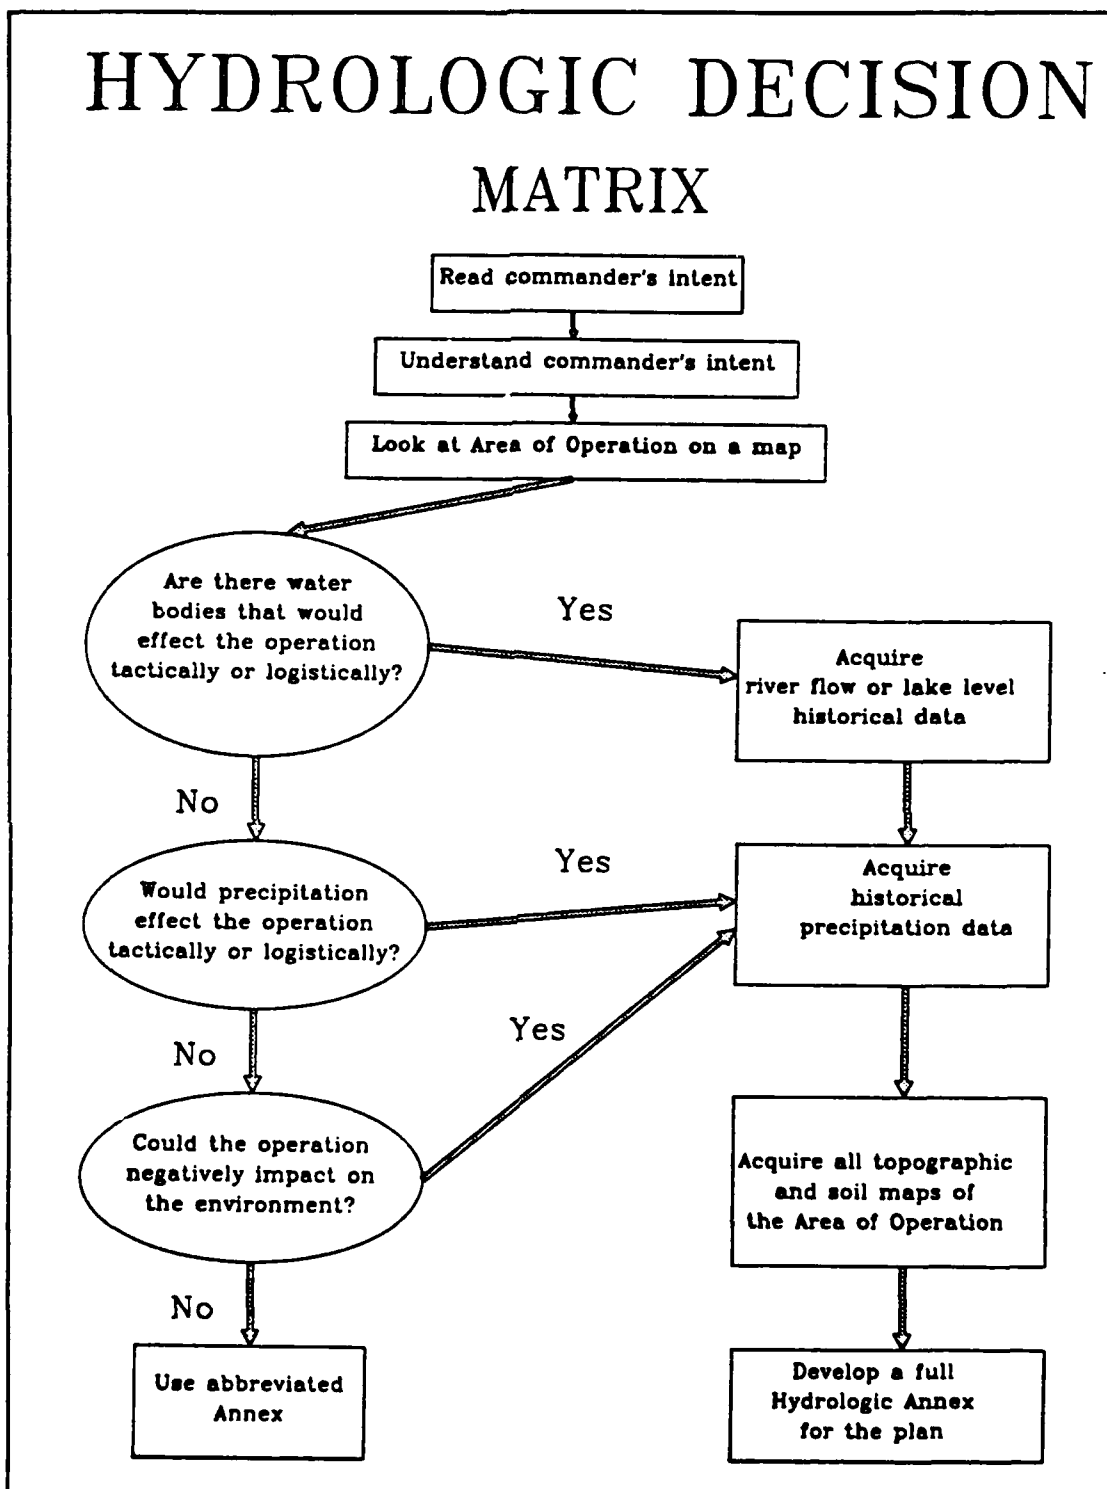 HYDROLOGIC DECISION
MATRIX
Read commander's intent
Understand commander's intent
Look at Area of Operation on a map
Are there water
bodies that would
effect the operation
tactically or logistically?
Yes
Acquire
river flow or lake level
historical data
No
Would precipitation
effect the operation
tactically or logistically?
Yes
Acquire
historical
precipitation data
No
Yes
Could the operation
negatively impact on
the environment?
Acquire all topographic
and soil maps of
the Area of Operation
No
Use abbreviated
Annex
Develop a full
Hydrologic Annex
for the plan